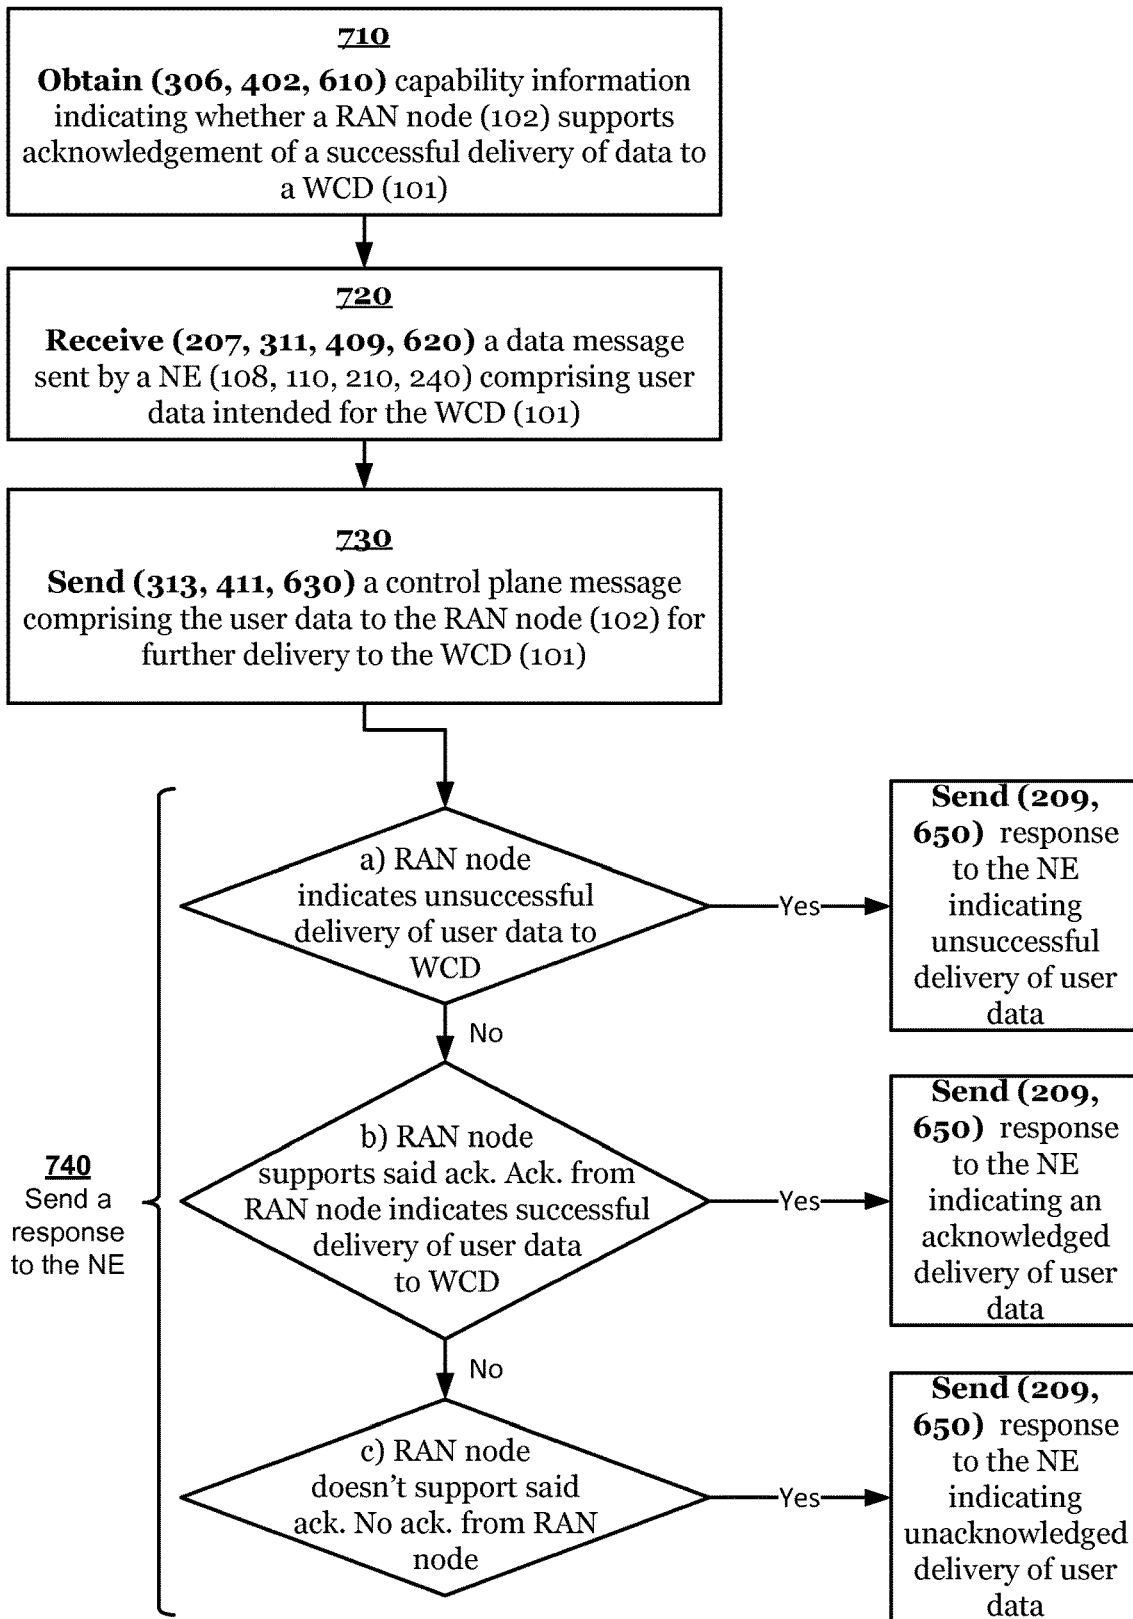 710
Obtain (306, 402, 610) capability information
indicating whether a RAN node (102) supports
acknowledgement of a successful delivery of data to
a WCD (101)
720
Receive (207, 311, 409, 620) a data message
sent by a NE (108, 110, 210, 240) comprising user
data intended for the WCD (101)
730
Send (313, 411, 630) a control plane message
comprising the user data to the RAN node (102) for
further delivery to the WCD (101)
a) RAN node
indicates unsuccessful
delivery of user data to
WCD
Yes
Send (209,
650) response
to the NE
indicating
unsuccessful
delivery of user
data
No
740
Send a
response
to the NE
b) RAN node
supports said ack. Ack. from
RAN node indicates successful
delivery of user data
to WCD
Yes
Send (209,
650) response
to the NE
indicating an
acknowledged
delivery of user
data
No
c) RAN node
doesn't support said
ack. No ack. from RAN
node
Yes
Send (209,
650) response
to the NE
indicating
unacknowledged
delivery of user
data